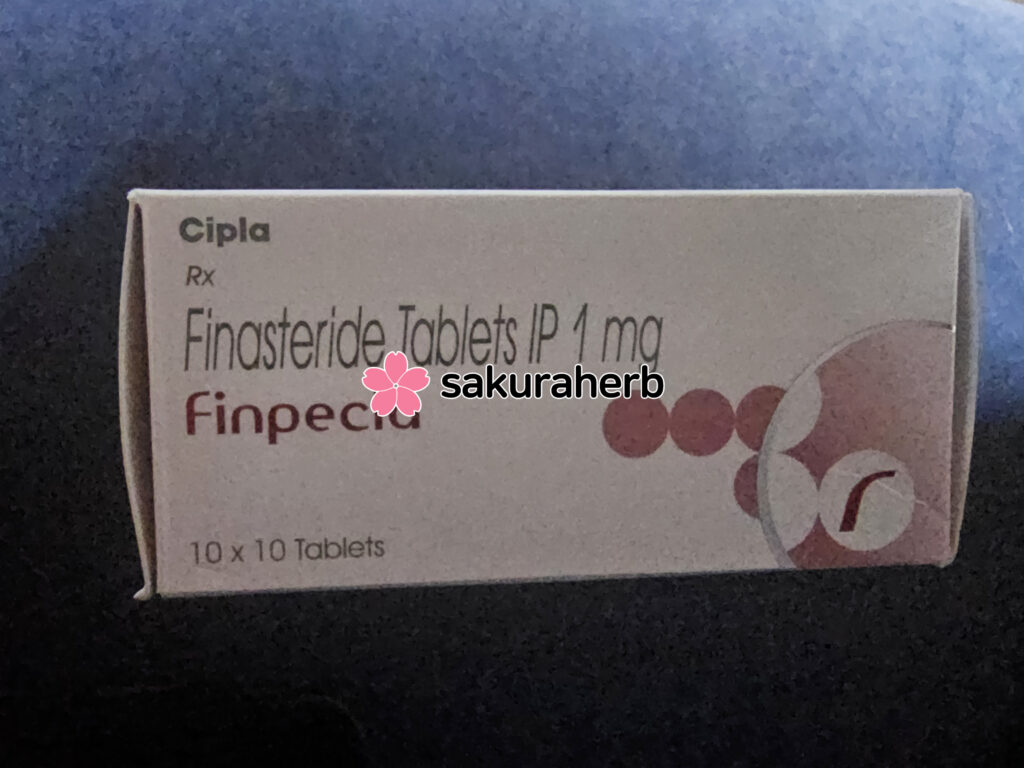 Cipla
Rx
Finasteride Tablets IP 1 mg
sakuraherb
Finpecia
10 x 10 Tablets